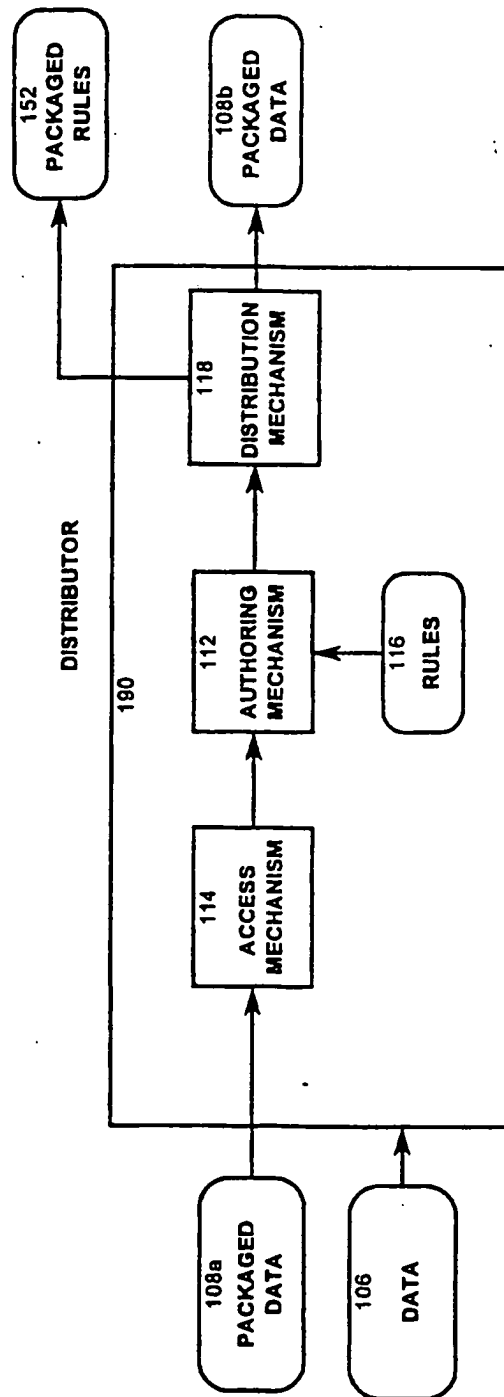 152
PACKAGED
RULES
108b
PACKAGED
DATA
DISTRIBUTOR
190
118
DISTRIBUTION
MECHANISM
112
AUTHORING
MECHANISM
116
RULES
114
ACCESS
MECHANISM
108a
PACKAGED
DATA
106
DATA